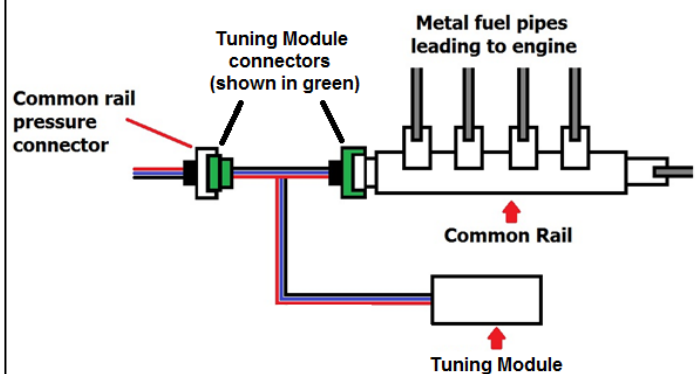 Metal fuel pipes
leading to engine
Tuning Module
connectors
(shown in green)
Common rail
pressure
connector
Common Rail
Tuning Module